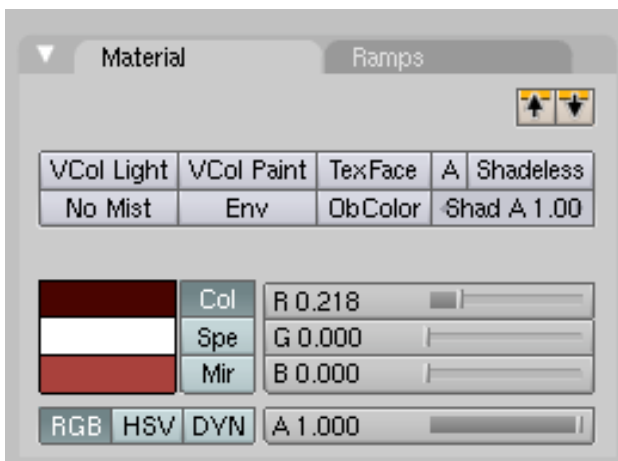 Material Ramps
VCol Light VCol Paint TexFace A Shadeless
No Mist Env ObColor Shad A 1.00
Col R 0.218
Spe G 0.000
Mir B 0.000
RGB HSV DYN A 1.000